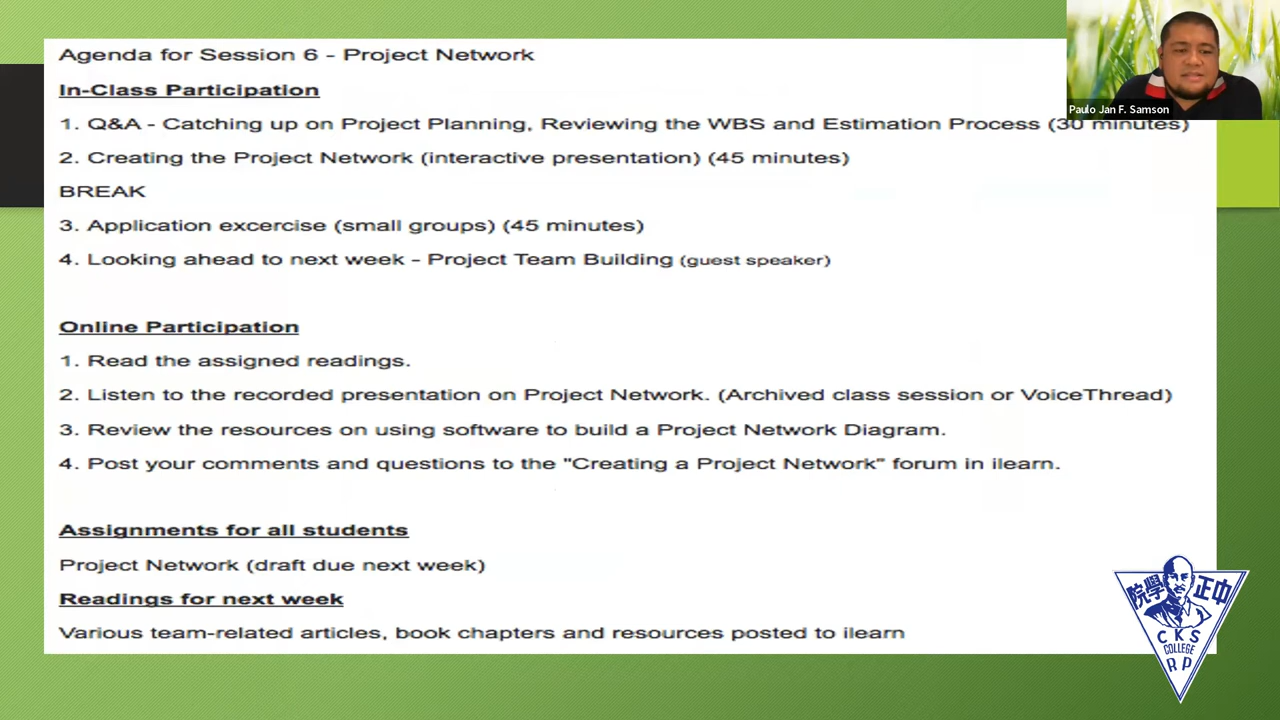 Agenda for Session 6 - Project Network
In-Class Participation
1. Q&A - Catching up on Project Planning, Reviewing the WBS and Estimation Process (30 minutes)
2. Creating the Project Network (interactive presentation) (45 minutes)
BREAK
3. Application excercise (small groups) (45 minutes)
4. Looking ahead to next week - Project Team Building (guest speaker)
Online Participation
1. Read the assigned readings.
2. Listen to the recorded presentation on Project Network. (Archived class session or VoiceThread)
3. Review the resources on using software to build a Project Network Diagram.
4. Post your comments and questions to the "Creating a Project Network" forum in ilearn.
Assignments for all students
Project Network (draft due next week)
Readings for next week
Various team-related articles, book chapters and resources posted to ilearn
Paulo Jan F. Samson
院學 正中
CKS
COLLEGE
RP